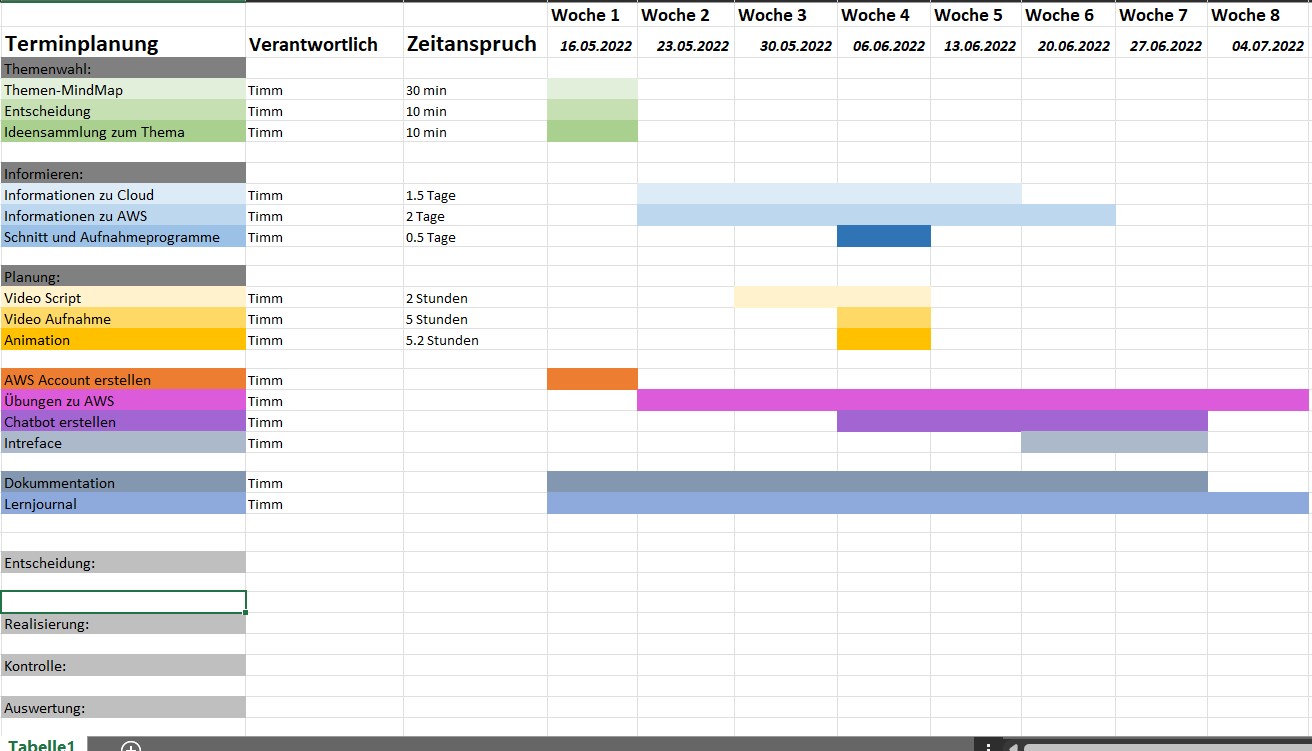 Woche 1 Woche 2 Woche 3 Woche 4 Woche 5 Woche 6 Woche 7 Woche 8
Terminplanung Verantwortlich Zeitanspruch 16.05.2022 23.05.2022 30.05.2022 06.06.2022 13.06.2022 20.06.2022 27.06.2022 04.07.2022
Themenwahl:
Themen-MindMap Timm 30 min
Entscheidung Timm 10 min
Ideensammlung zum Thema Timm 10 min
Informieren:
Informationen zu Cloud Timm 1.5 Tage
Informationen zu AWS Timm 2 Tage
Schnitt und Aufnahmeprogramme Timm 0.5 Tage
Planung:
Video Script Timm 2 Stunden
Video Aufnahme Timm 5 Stunden
Animation Timm 5.2 Stunden
AWS Account erstellen Timm
Übungen zu AWS Timm
Chatbot erstellen Timm
Intreface Timm
Dokummentation Timm
Lernjournal Timm
Entscheidung:
Realisierung:
Kontrolle:
Auswertung:
Tabelle1